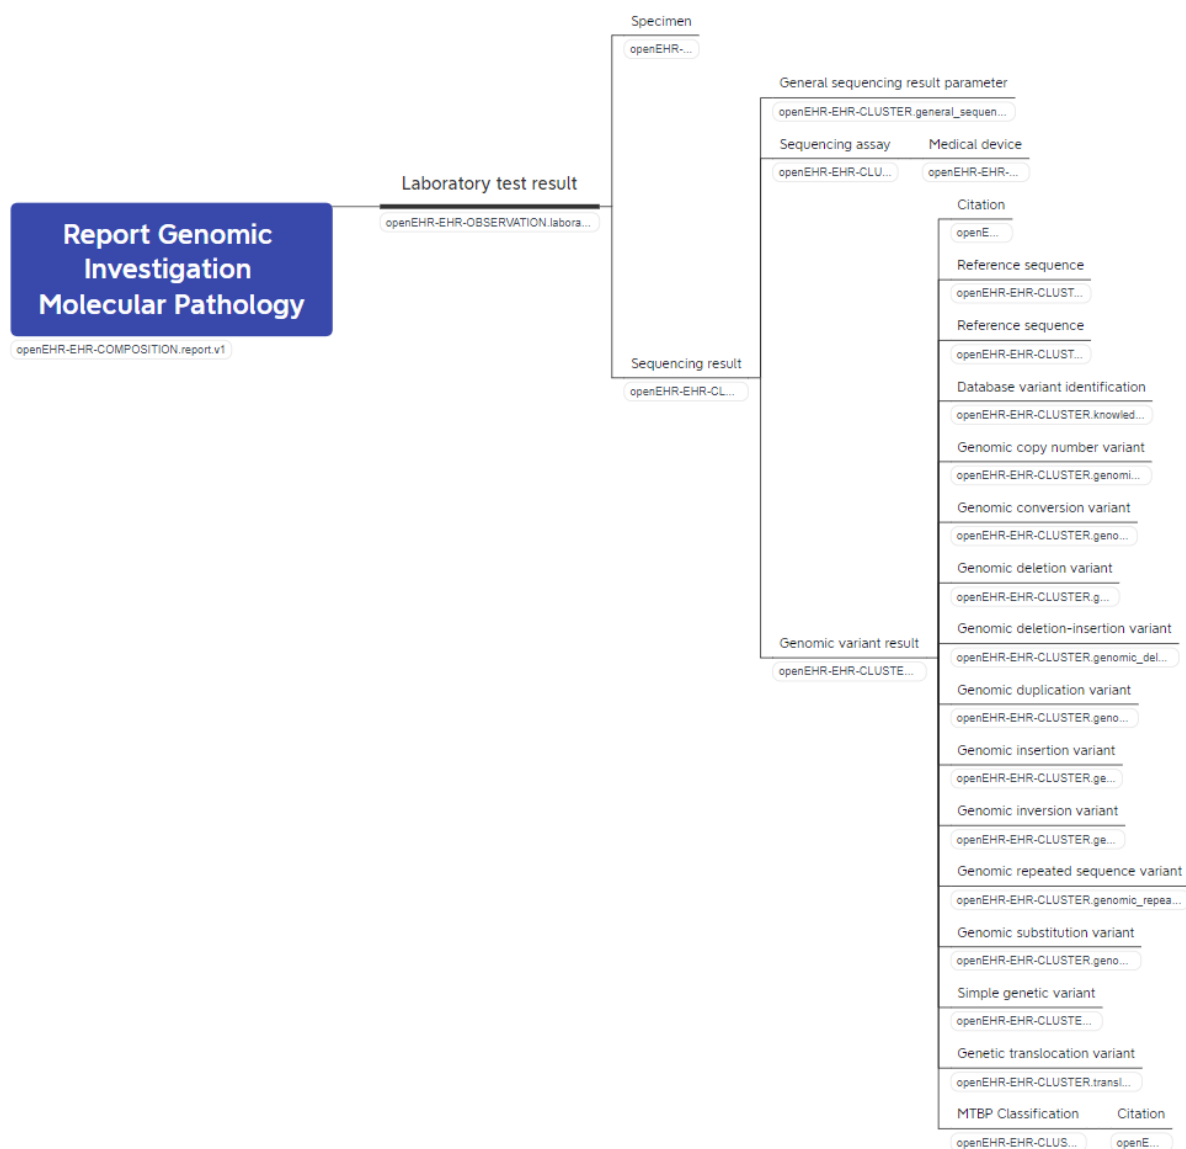 Specimen
openEHR-...
General sequencing result parameter
openEHR-EHR-CLUSTER.general_sequen...
Sequencing assay
Medical device
openEHR-EHR-CLU...
openEHR-EHR-...
Laboratory test result
openEHR-EHR-OBSERVATION.labora...
Report Genomic
Investigation
Molecular Pathology
openEHR-EHR-COMPOSITION.report.v1
Sequencing result
openEHR-EHR-CL...
Citation
openE...
Reference sequence
openEHR-EHR-CLUST...
Reference sequence
openEHR-EHR-CLUST...
Database variant identification
openEHR-EHR-CLUSTER.knowled...
Genomic copy number variant
openEHR-EHR-CLUSTER.genomi...
Genomic conversion variant
openEHR-EHR-CLUSTER.geno...
Genomic deletion variant
openEHR-EHR-CLUSTER.g...
Genomic variant result
openEHR-EHR-CLUSTE...
Genomic deletion-insertion variant
openEHR-EHR-CLUSTER.genomic_del...
Genomic duplication variant
openEHR-EHR-CLUSTER.geno...
Genomic insertion variant
openEHR-EHR-CLUSTER.ge...
Genomic inversion variant
openEHR-EHR-CLUSTER.ge...
Genomic repeated sequence variant
openEHR-EHR-CLUSTER.genomic_repea...
Genomic substitution variant
openEHR-EHR-CLUSTER.geno...
Simple genetic variant
openEHR-EHR-CLUSTE...
Genetic translocation variant
openEHR-EHR-CLUSTER.transl...
MTBP Classification
Citation
openEHR-EHR-CLUS...
openE...